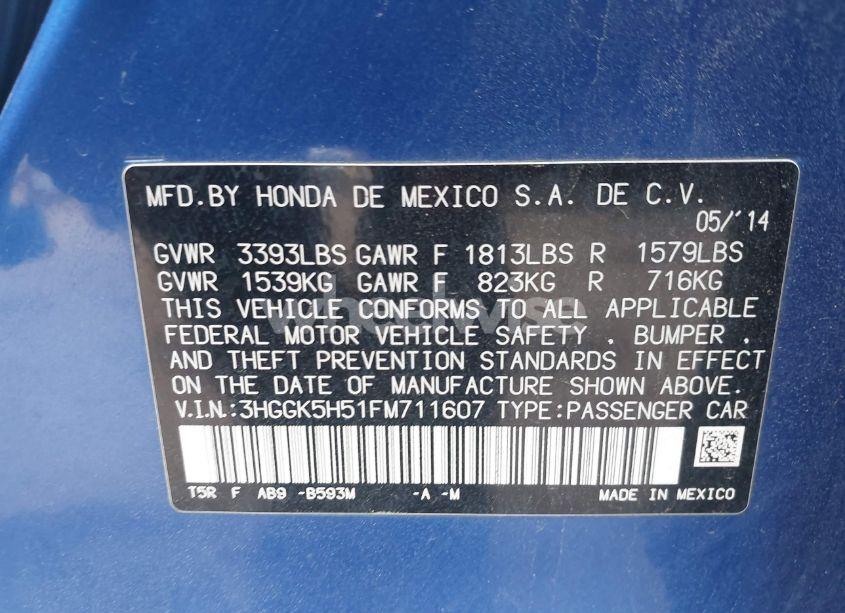 MFD.BY HONDA DE MEXICO S.A. DE C.V.
05/'14
GVWR 3393LBS GAWR F 1813LBS R 1579LBS
GVWR 1539KG GAWR F 823KG R 716KG
THIS VEHICLE CONFORMS TO ALL APPLICABLE
FEDERAL MOTOR VEHICLE SAFETY , BUMPER ,
AND THEFT PREVENTION STANDARDS IN EFFECT
ON THE DATE OF MANUFACTURE SHOWN ABOVE.
V.I.N.:3HGGK5H51FM711607 TYPE:PASSENGER CAR
T5R F AB9 -B593M -A -M MADE IN MEXICO